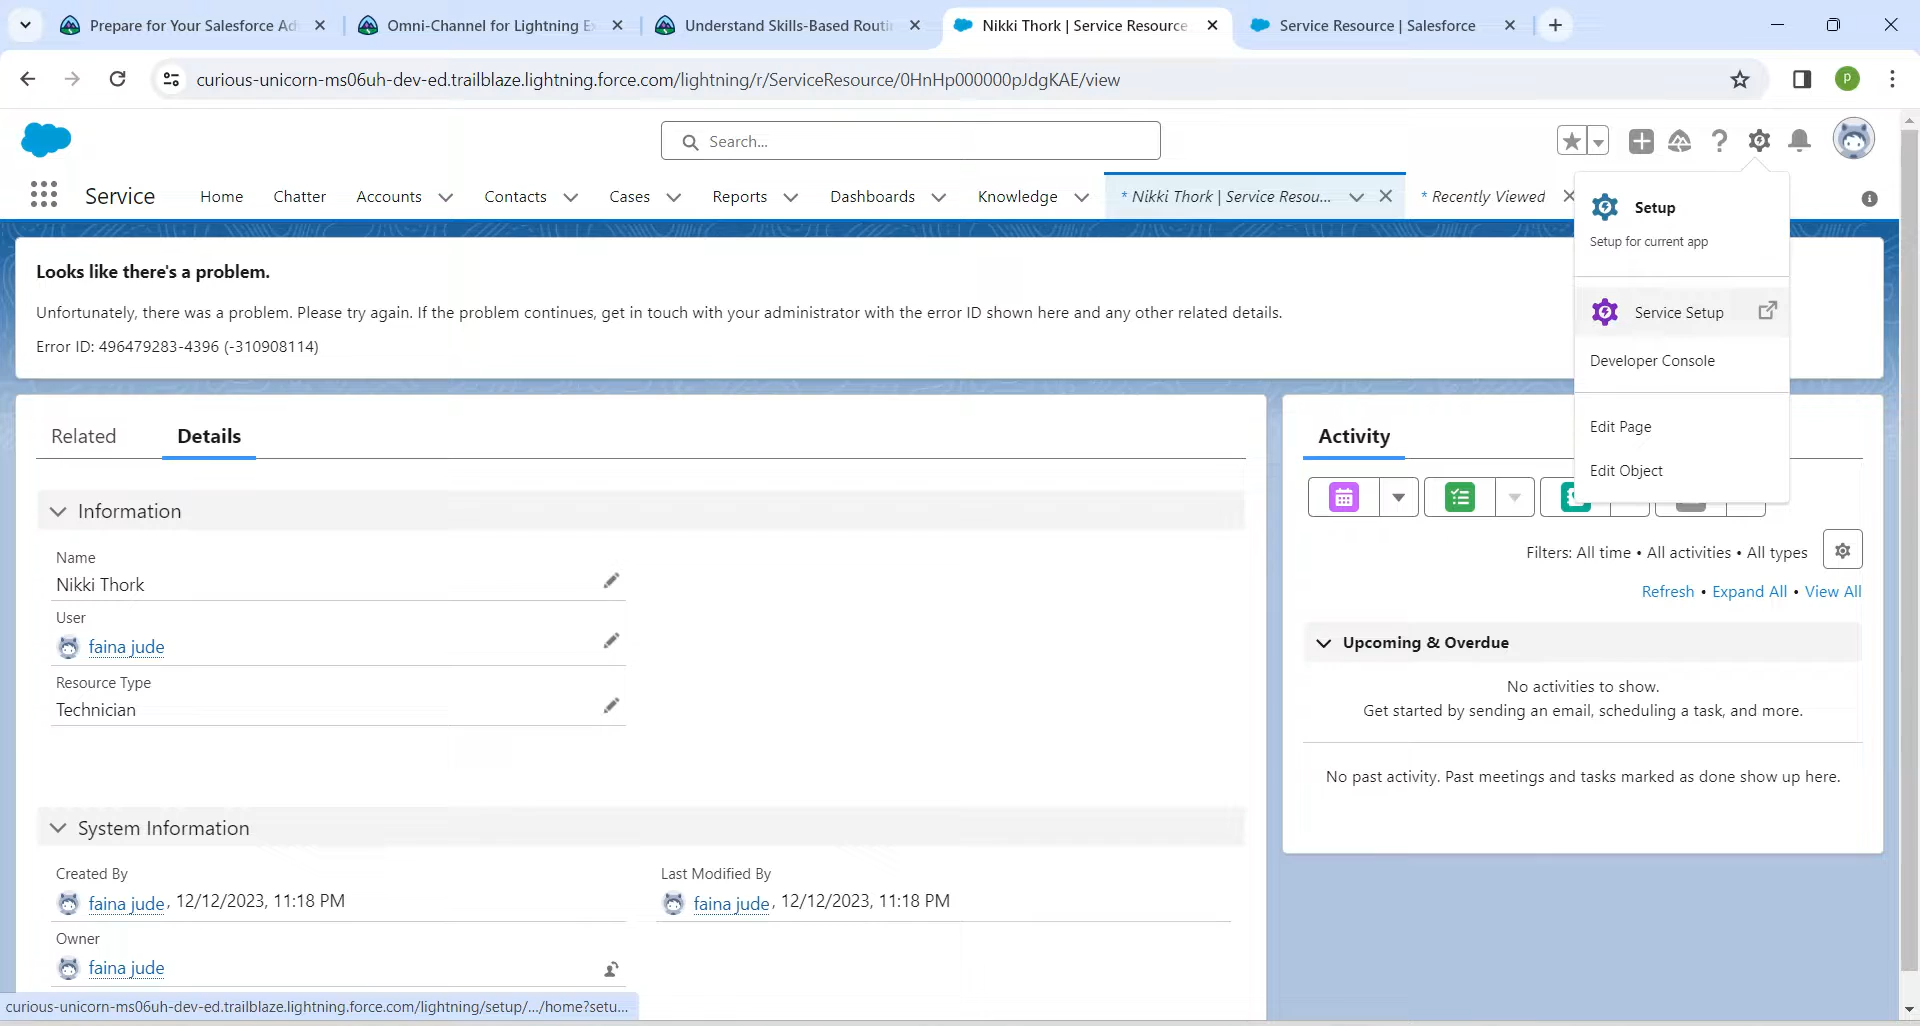 Prepare for Your Salesforce Ad
Omni-Channel for Lightning E
Understand Skills-Based Routi
Nikki Thork | Service Resource
Service Resource | Salesforce
curious-unicorn-ms06uh-dev-ed.trailblaze.lightning.force.com/lightning/r/ServiceResource/0HnHp000000pJdgKAE/view
P
Search...
Service
Home
Chatter
Accounts
Contacts
Cases
Reports
Dashboards
Knowledge
* Nikki Thork | Service Resou...
* Recently Viewed
Setup
Setup for current app
Service Setup
Developer Console
Edit Page
Edit Object
Looks like there's a problem.
Unfortunately, there was a problem. Please try again. If the problem continues, get in touch with your administrator with the error ID shown here and any other related details.
Error ID: 496479283-4396 (-310908114)
Related
Details
Information
Name
Nikki Thork
User
faina jude
Resource Type
Technician
System Information
Created By
faina jude, 12/12/2023, 11:18 PM
Last Modified By
faina jude, 12/12/2023, 11:18 PM
Owner
faina jude
Activity
Filters: All time • All activities • All types
Refresh • Expand All • View All
Upcoming & Overdue
No activities to show.
Get started by sending an email, scheduling a task, and more.
No past activity. Past meetings and tasks marked as done show up here.
curious-unicorn-ms06uh-dev-ed.trailblaze.lightning.force.com/lightning/setup/.../home?setu...